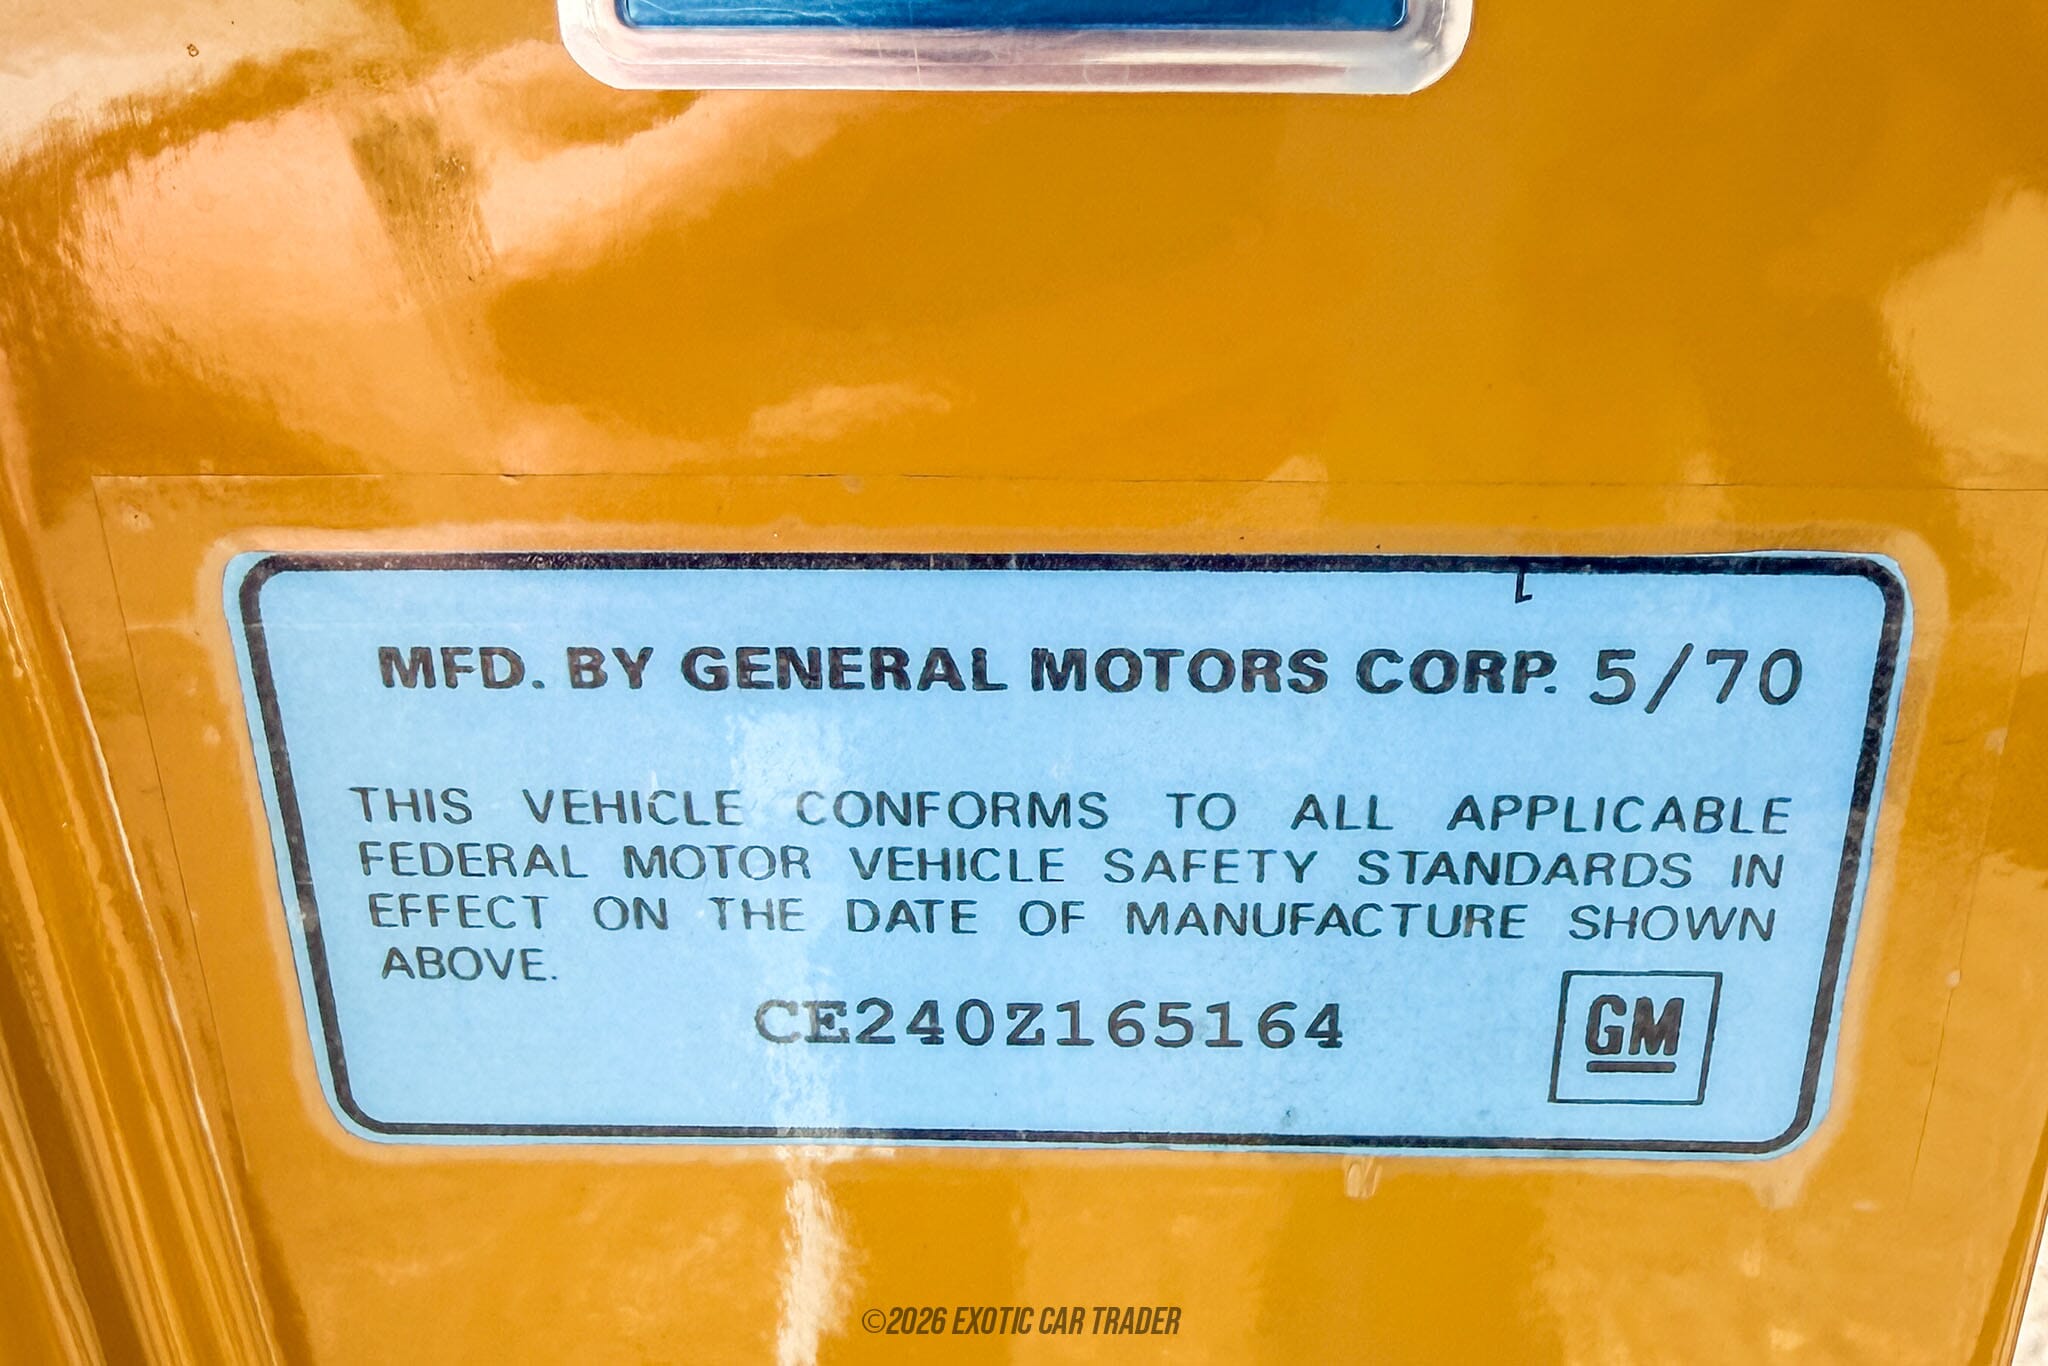 MFD. BY GENERAL MOTORS CORP. 5/70
THIS VEHICLE CONFORMS TO ALL APPLICABLE
FEDERAL MOTOR VEHICLE SAFETY STANDARDS IN
EFFECT ON THE DATE OF MANUFACTURE SHOWN
ABOVE.
CE240Z165164
GM
©2026 EXOTIC CAR TRADER